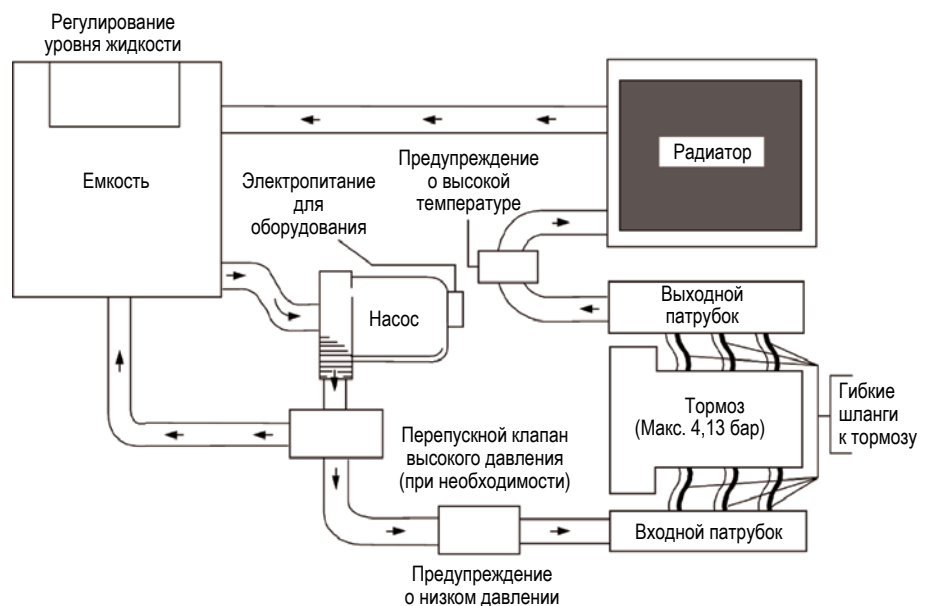 Регулирование
уровня жидкости
Емкость
Электропитание
для
оборудования
Предупреждение
о высокой
температуре
Радиатор
Насос
Выходной
патрубок
Тормоз
(Макс. 4,13 бар)
Гибкие
шланги
к тормозу
Перепускной клапан
высокого давления
(при необходимости)
Входной патрубок
Предупреждение
о низком давлении